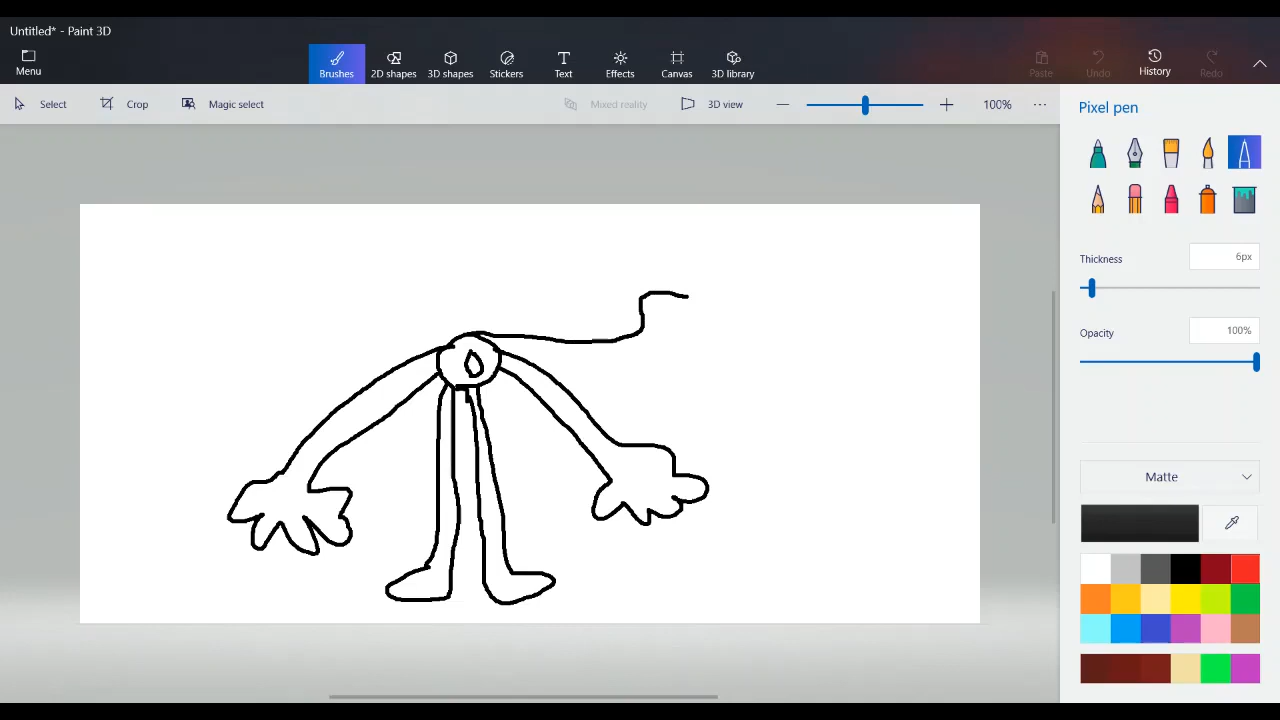 Untitled* - Paint 3D
Menu
Brushes
2D shapes
3D shapes
Stickers
Text
Effects
Canvas
3D library
Paste
Undo
History
Redo
Select
Crop
Magic select
Mixed reality
3D view
100%
Pixel pen
Thickness
6px
Opacity
100%
Matte